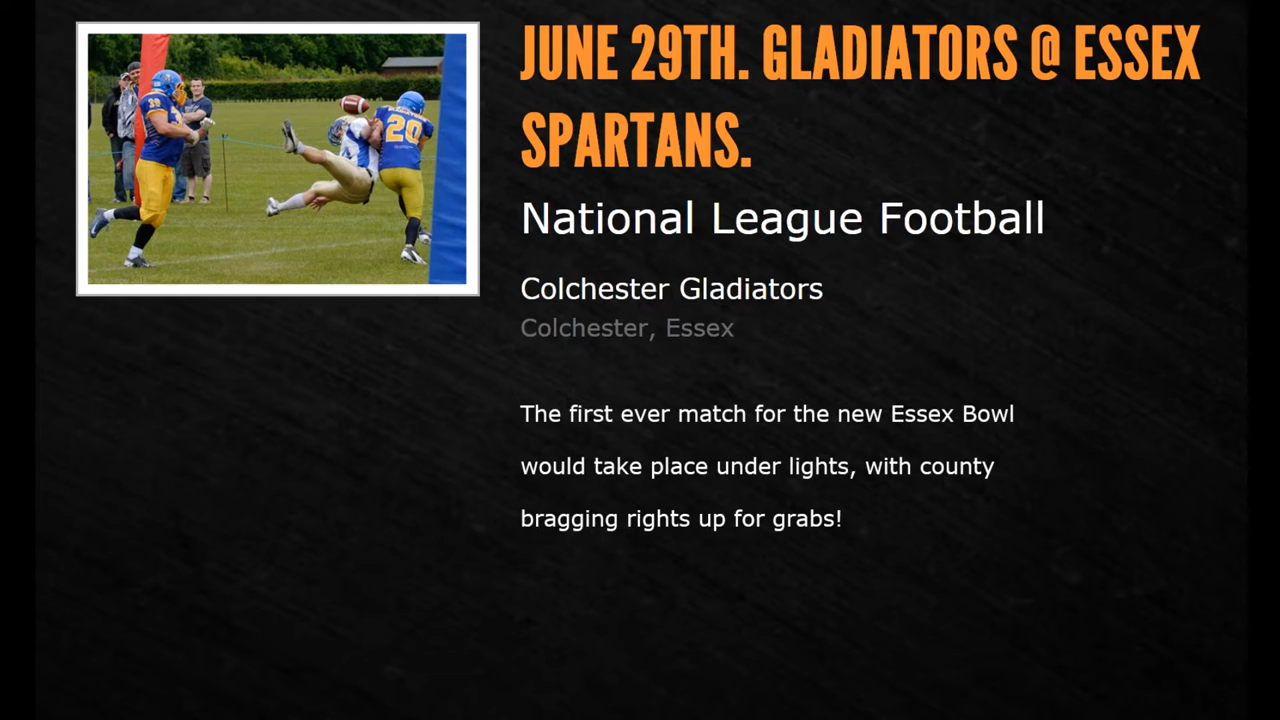 JUNE 29TH. GLADIATORS @ ESSEX
SPARTANS.
National League Football
Colchester Gladiators
Colchester, Essex
The first ever match for the new Essex Bowl
would take place under lights, with county
bragging rights up for grabs!
20